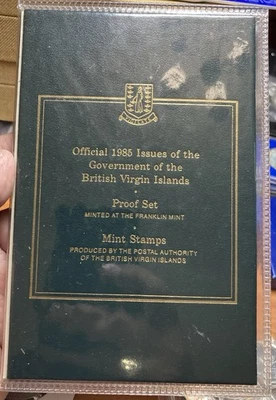 Official 1985 Issues of the
Government of the
British Virgin Islands
Proof Set
MINTED AT THE FRANKLIN MINT
Mint Stamps
PRODUCED BY THE POSTAL AUTHORITY
OF THE BRITISH VIRGIN ISLANDS